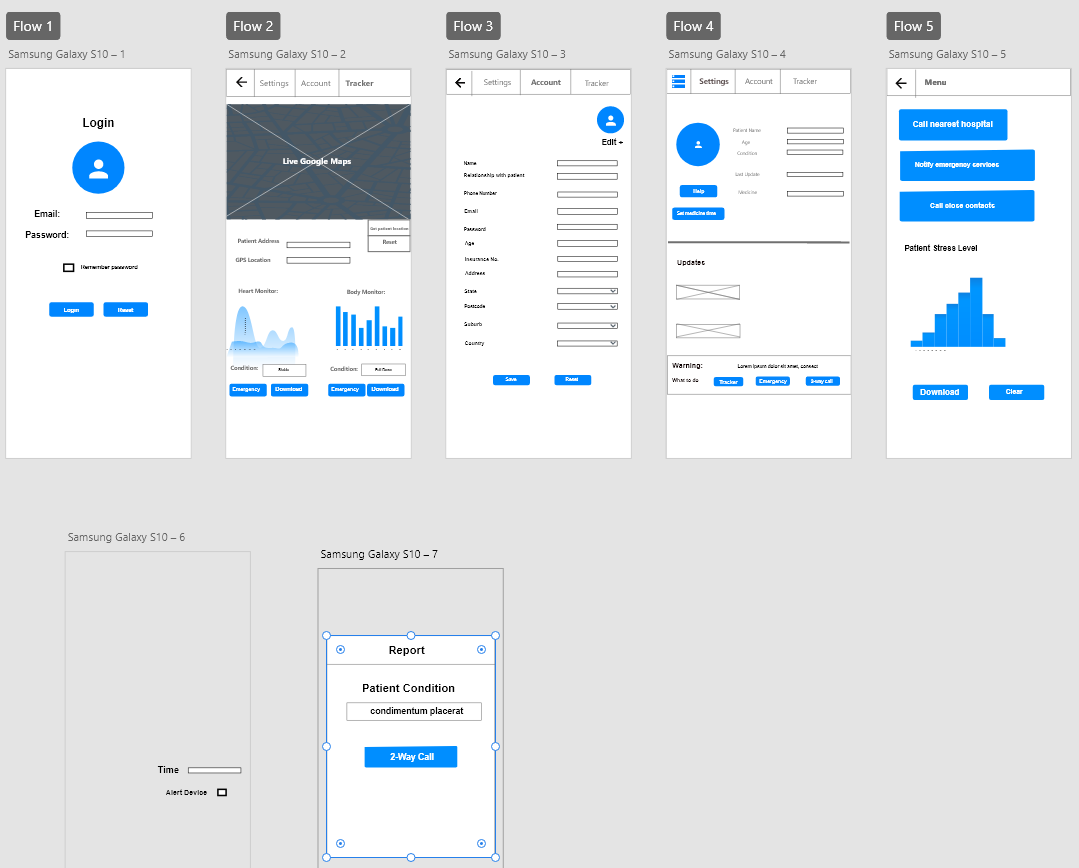 Flow 1
Samsung Galaxy S10 – 1
Login
Email:
Password:
Remember password
Login
Reset
Flow 2
Samsung Galaxy S10 – 2
Settings
Account
Tracker
Live Google Maps
Get patient location
Reset
Patient Address
GPS Location
Heart Monitor:
Body Monitor:
Condition:
Stable
Condition:
Emergency
Download
Emergency
Download
Flow 3
Samsung Galaxy S10 – 3
Settings
Account
Tracker
Edit +
Name
Relationship with patient
Phone Number
Email
Password
Age
Insurance No.
Address
State
Postcode
Suburb
Country
Save
Reset
Flow 4
Samsung Galaxy S10 – 4
Settings
Account
Tracker
Patient Name
Age
Condition
Last Update
Medicine
Help
Set medicine time
Updates
Warning:
Lorem ipsum dolor sit amet, consect
What to do
Tracker
Emergency
2-way call
Flow 5
Samsung Galaxy S10 – 5
Menu
Call nearest hospital
Notify emergency services
Call close contacts
Patient Stress Level
Download
Clear
Samsung Galaxy S10 – 6
Time
Alert Device
Samsung Galaxy S10 – 7
Report
Patient Condition
condimentum placerat
2-Way Call